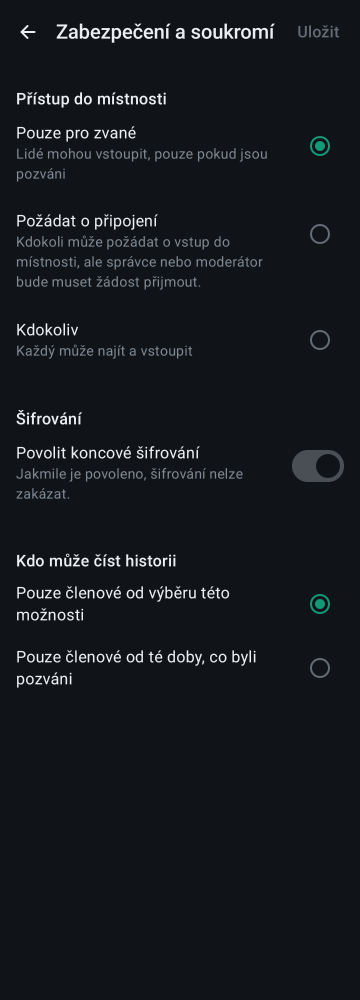 Zabezpečení a soukromí
Uložit
Přístup do místnosti
Pouze pro zvané
Lidé mohou vstoupit, pouze pokud jsou
pozváni
Požádat o připojení
Kdokoli může požádat o vstup do
místnosti, ale správce nebo moderátor
bude muset žádost přijmout.
Kdokoliv
Každý může najít a vstoupit
Šifrování
Povolit koncové šifrování
Jakmile je povoleno, šifrování nelze
zakázat.
Kdo může číst historii
Pouze členové od výběru této
možnosti
Pouze členové od té doby, co byli
pozváni